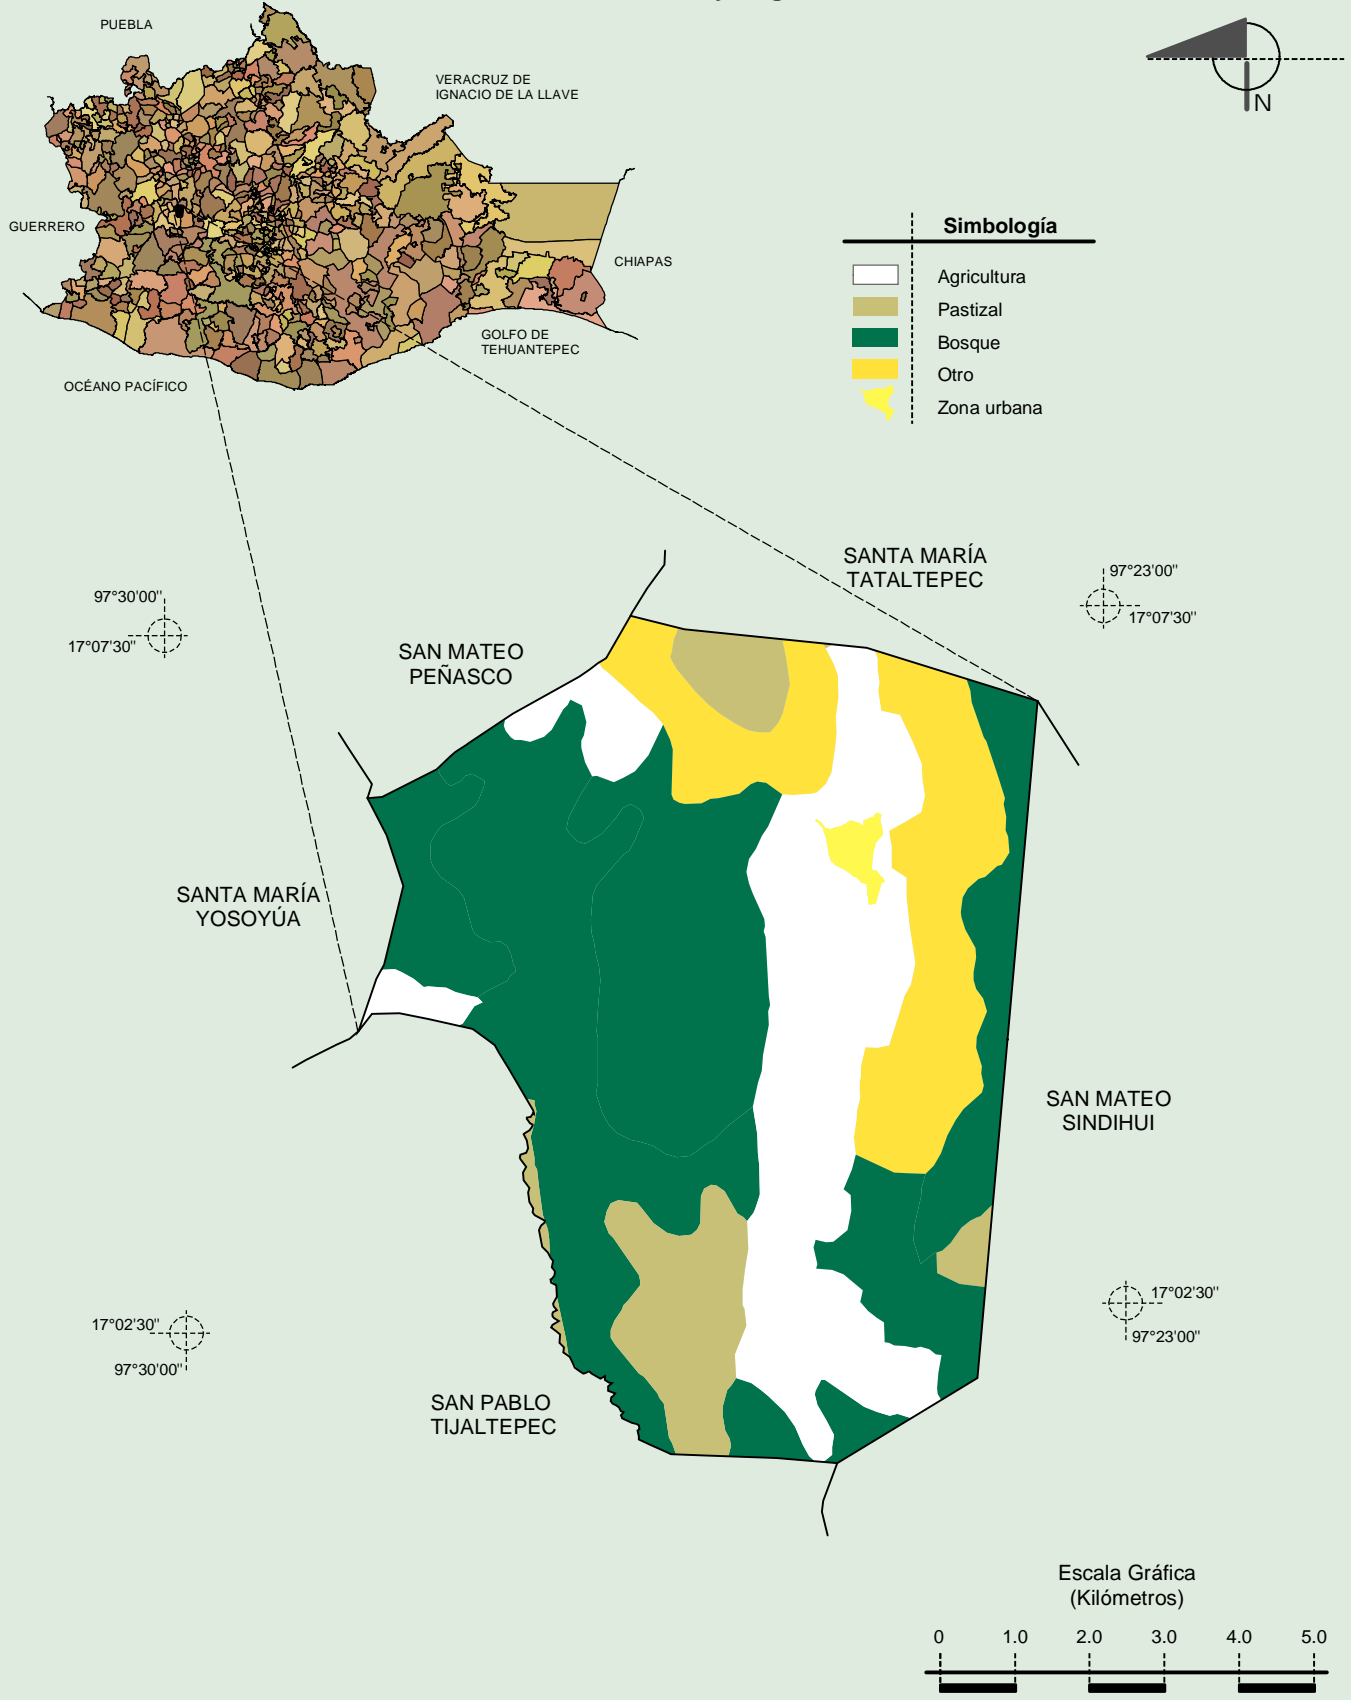 PUEBLA
VERACRUZ DE
IGNACIO DE LA LLAVE
N
GUERRERO
CHIAPAS
GOLFO DE
TEHUANTEPEC
OCÉANO PACÍFICO
Simbología
Agricultura
Pastizal
Bosque
Otro
Zona urbana
SANTA MARÍA
TATALTEPEC
97°30'00"
17°07'30"
97°23'00"
17°07'30"
SAN MATEO
PEÑASCO
SANTA MARÍA
YOSOYÚA
SAN MATEO
SINDIHUI
17°02'30"
97°30'00"
17°02'30"
97°23'00"
SAN PABLO
TIJALTEPEC
Escala Gráfica
(Kilómetros)
0 1.0 2.0 3.0 4.0 5.0